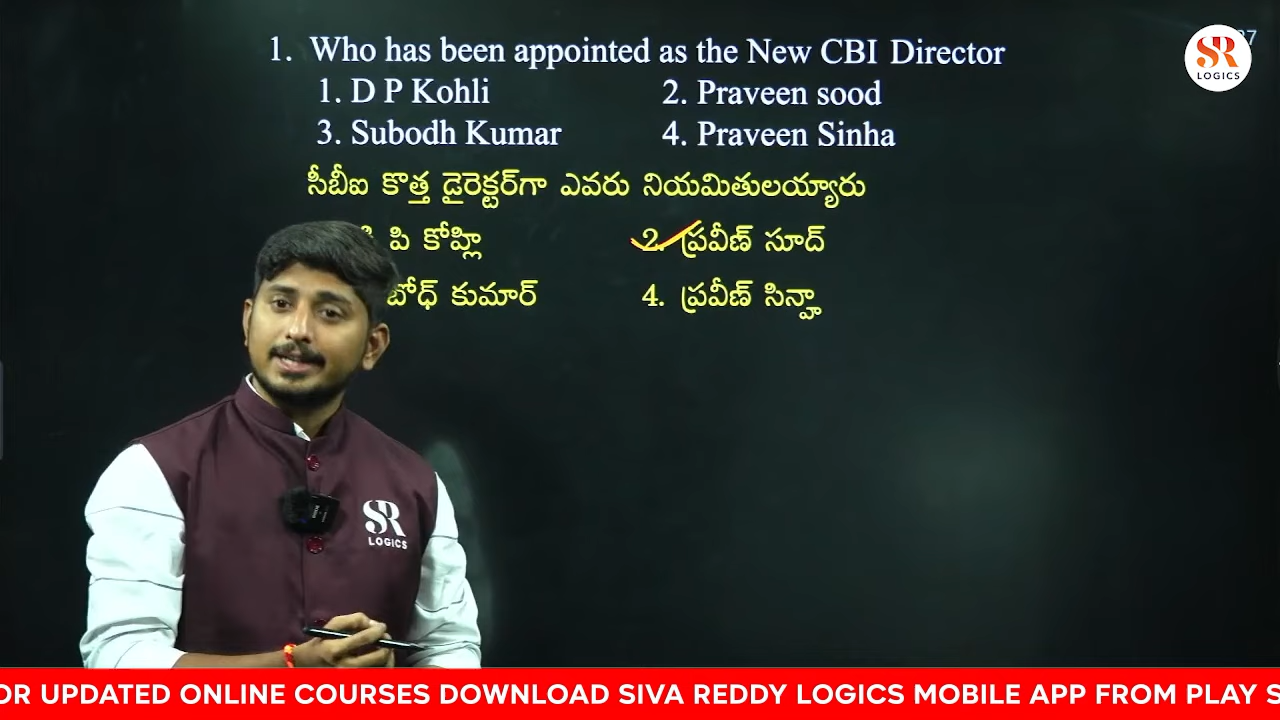 1. Who has been appointed as the New CBI Director
1. D P Kohli 2. Praveen sood
3. Subodh Kumar 4. Praveen Sinha
సీబీఐ కొత్త డైరెక్టర్‌గా ఎవరు నియమితులయ్యారు
పి కోహ్లి 2. ప్రవీణ్ సూద్
కుమార్ 4. ప్రవీణ్ సిన్హా
SR
LOGICS
SR
LOGICS
OR UPDATED ONLINE COURSES DOWNLOAD SIVA REDDY LOGICS MOBILE APP FROM PLAY S